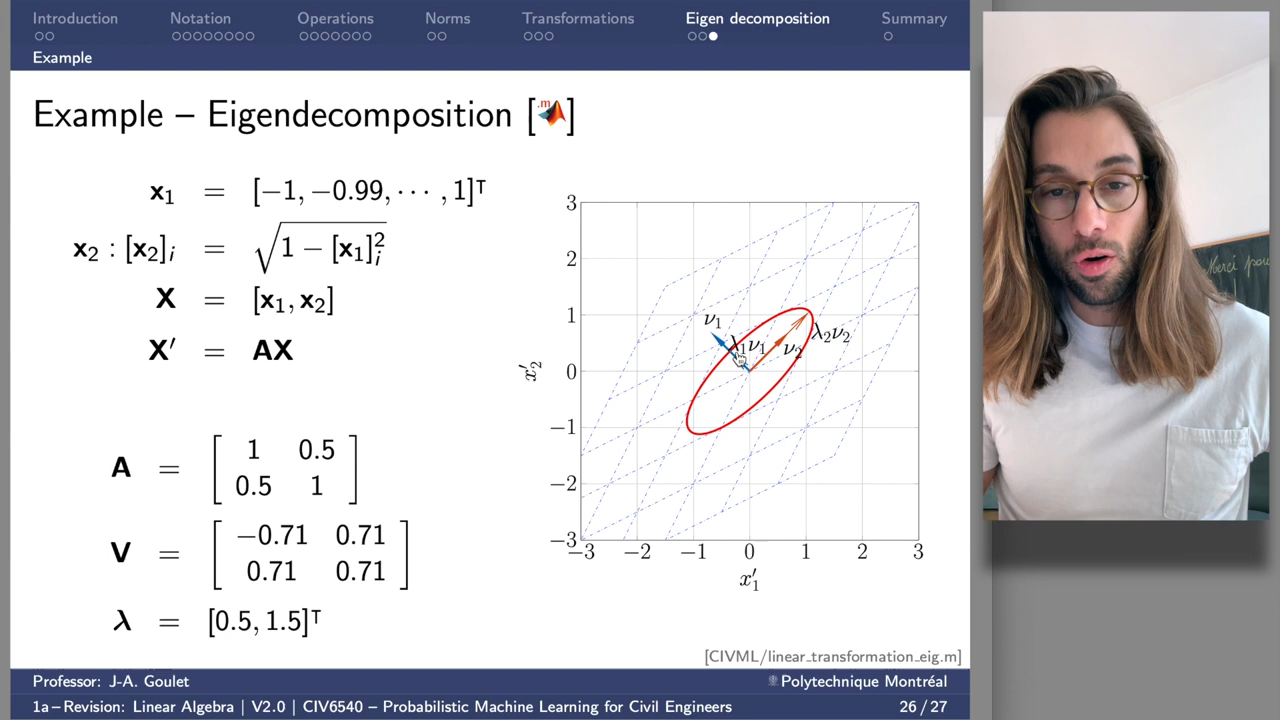 Introduction Notation Operations Norms Transformations Eigen decomposition Summary
Example
Example – Eigendecomposition [.m]
x₁ = [−1, −0.99, ⋯ , 1]ᵀ
x₂ : [x₂]ᵢ = √(1 − [x₁]ᵢ²)
X = [x₁, x₂]
X′ = AX
A = [1 0.5
0.5 1]
V = [−0.71 0.71
0.71 0.71]
λ = [0.5, 1.5]ᵀ
3
2
1
0
−1
−2
−3
x′₂
ν₁
λ₁ν₁
ν₂
λ₂ν₂
−3 −2 −1 0 1 2 3
x′₁
[CIVML/linear_transformation_eig.m]
Professor: J-A. Goulet Polytechnique Montréal
1a – Revision: Linear Algebra | V2.0 | CIV6540 – Probabilistic Machine Learning for Civil Engineers 26 / 27
Merci pour